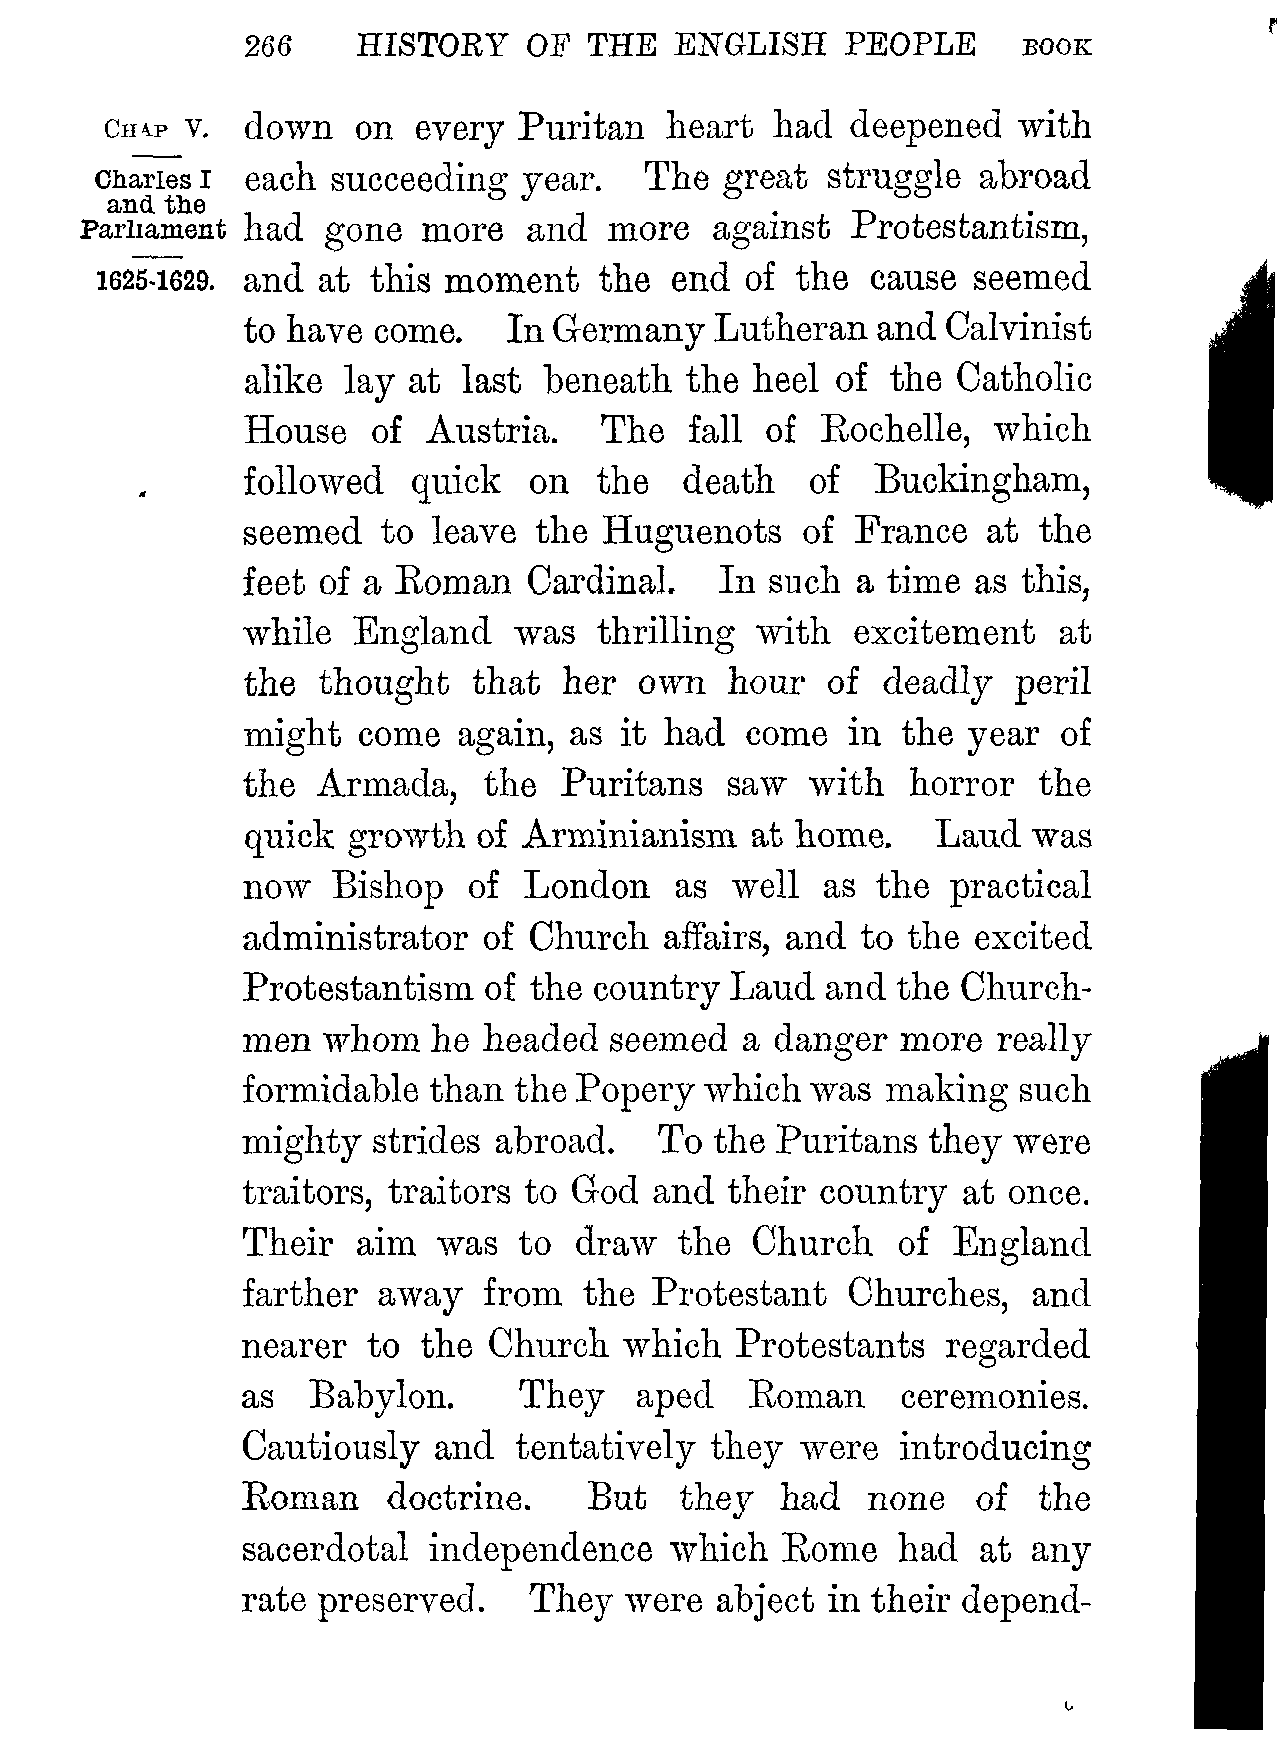 266 HISTORY OF THE ENGLISH PEOPLE BOOK
CHAP V.
Charles I
and the
Parliament
1625-1629.
down on every Puritan heart had deepened with
each succeeding year. The great struggle abroad
had gone more and more against Protestantism,
and at this moment the end of the cause seemed
to have come. In Germany Lutheran and Calvinist
alike lay at last beneath the heel of the Catholic
House of Austria. The fall of Rochelle, which
followed quick on the death of Buckingham,
seemed to leave the Huguenots of France at the
feet of a Roman Cardinal. In such a time as this,
while England was thrilling with excitement at
the thought that her own hour of deadly peril
might come again, as it had come in the year of
the Armada, the Puritans saw with horror the
quick growth of Arminianism at home. Laud was
now Bishop of London as well as the practical
administrator of Church affairs, and to the excited
Protestantism of the country Laud and the Church-
men whom he headed seemed a danger more really
formidable than the Popery which was making such
mighty strides abroad. To the Puritans they were
traitors, traitors to God and their country at once.
Their aim was to draw the Church of England
farther away from the Protestant Churches, and
nearer to the Church which Protestants regarded
as Babylon. They aped Roman ceremonies.
Cautiously and tentatively they were introducing
Roman doctrine. But they had none of the
sacerdotal independence which Rome had at any
rate preserved. They were abject in their depend-